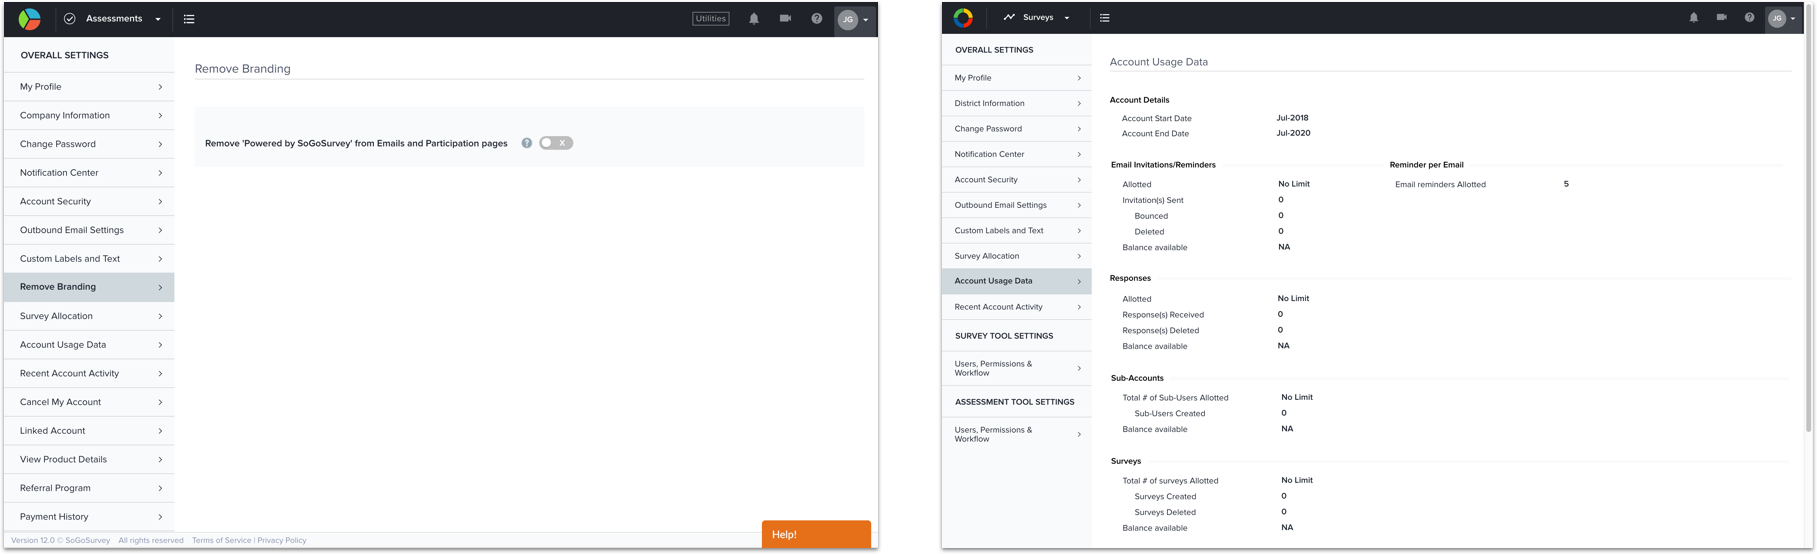 Assessments
Utilities
JG
OVERALL SETTINGS
My Profile
Company Information
Change Password
Notification Center
Account Security
Outbound Email Settings
Custom Labels and Text
Remove Branding
Survey Allocation
Account Usage Data
Recent Account Activity
Cancel My Account
Linked Account
View Product Details
Referral Program
Payment History
Remove Branding
Remove 'Powered by SoGoSurvey' from Emails and Participation pages ? X
Version 12.0 © SoGoSurvey All rights reserved Terms of Service | Privacy Policy
Help!
Surveys
JG
OVERALL SETTINGS
My Profile
District Information
Change Password
Notification Center
Account Security
Outbound Email Settings
Custom Labels and Text
Survey Allocation
Account Usage Data
Recent Account Activity
SURVEY TOOL SETTINGS
Users, Permissions &
Workflow
ASSESSMENT TOOL SETTINGS
Users, Permissions &
Workflow
Account Usage Data
Account Details
Account Start Date Jul-2018
Account End Date Jul-2020
Email Invitations/Reminders Reminder per Email
Allotted No Limit Email reminders Allotted 5
Invitation(s) Sent 0
Bounced 0
Deleted 0
Balance available NA
Responses
Allotted No Limit
Response(s) Received 0
Response(s) Deleted 0
Balance available NA
Sub-Accounts
Total # of Sub-Users Allotted No Limit
Sub-Users Created 0
Balance available NA
Surveys
Total # of surveys Allotted No Limit
Surveys Created 0
Surveys Deleted 0
Balance available NA